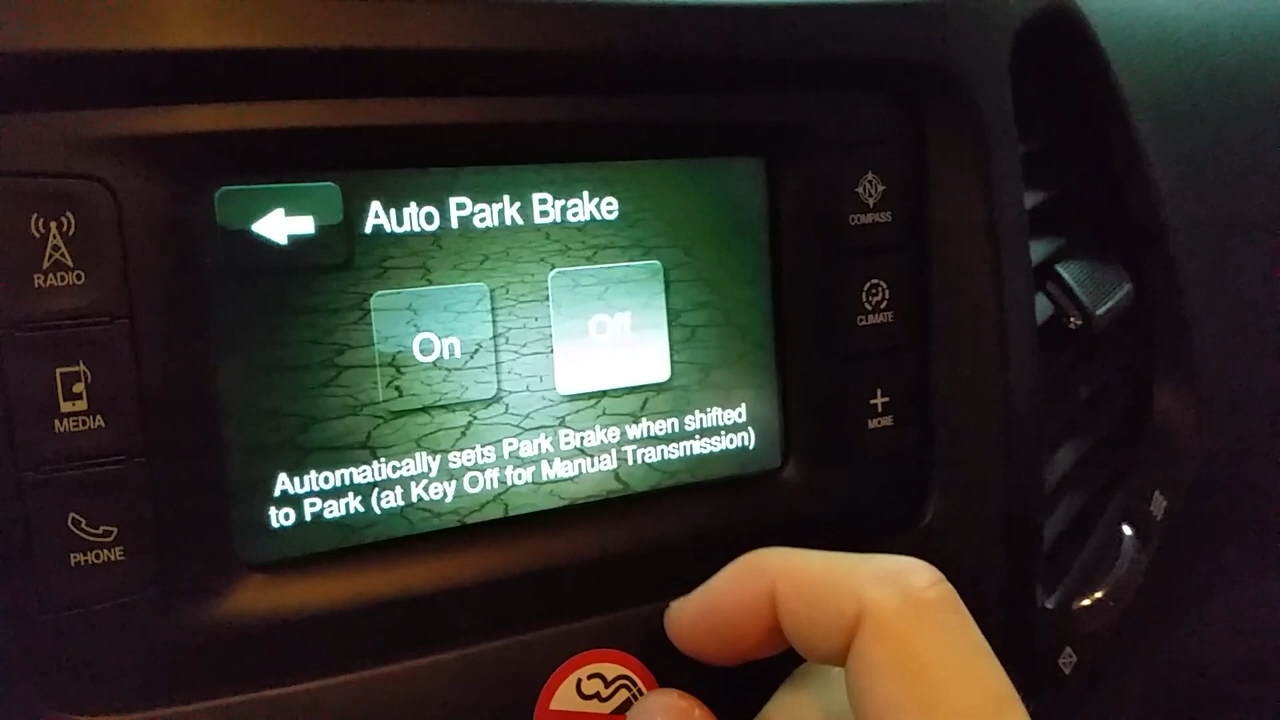 Auto Park Brake
On
Off
Automatically sets Park Brake when shifted
to Park (at Key Off for Manual Transmission)
RADIO
MEDIA
PHONE
N
COMPASS
CLIMATE
MORE